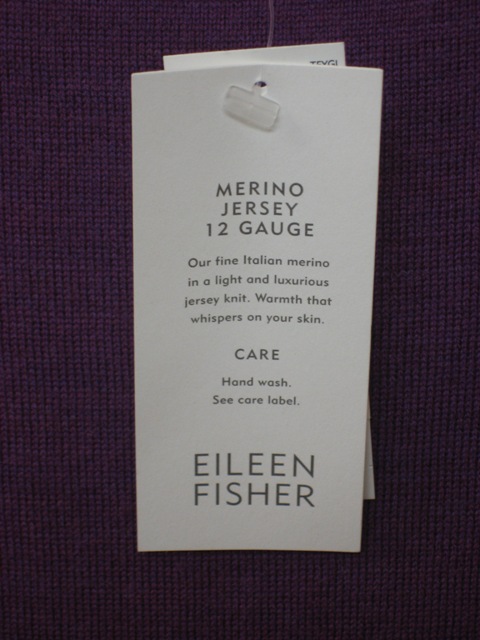 MERINO
JERSEY
12 GAUGE
Our fine Italian merino
in a light and luxurious
jersey knit. Warmth that
whispers on your skin.
CARE
Hand wash.
See care label.
EILEEN
FISHER